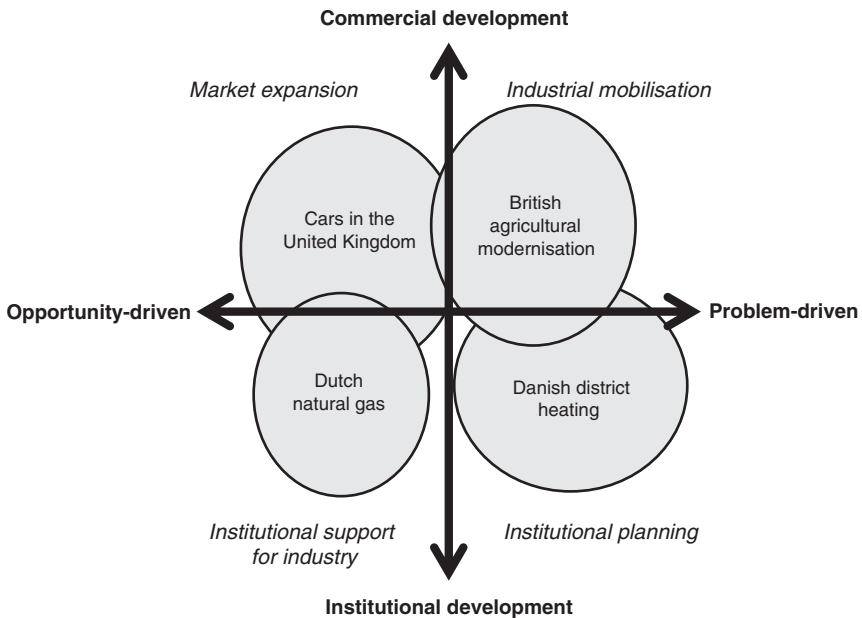 Commercial development
Market expansion
Industrial mobilisation
Cars in the
United Kingdom
British
agricultural
modernisation
Opportunity-driven
Problem-driven
Dutch
natural gas
Danish district
heating
Institutional support
for industry
Institutional planning
Institutional development